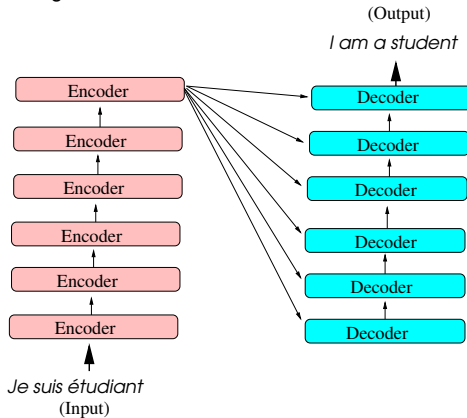 (Output)
I am a student
Encoder
Decoder
Encoder
Decoder
Encoder
Decoder
Encoder
Decoder
Encoder
Decoder
Encoder
Decoder
Je suis étudiant
(Input)